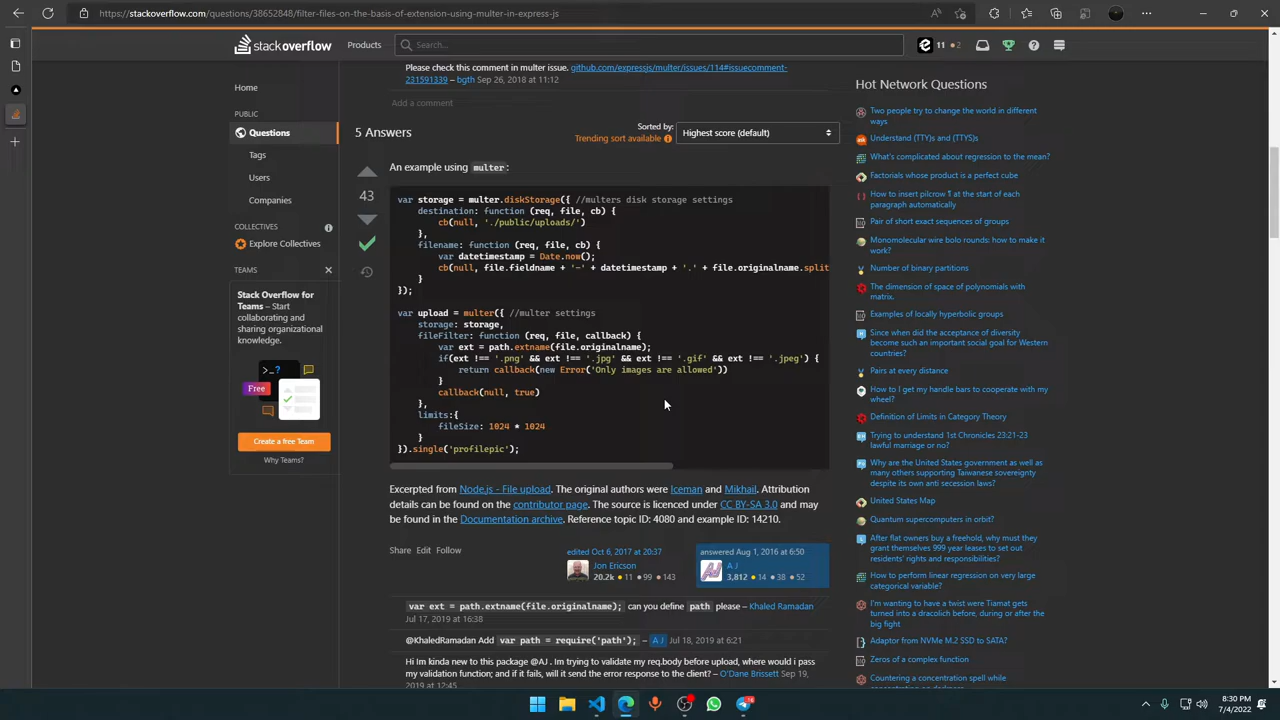 https://stackoverflow.com/questions/38652848/filter-files-on-the-basis-of-extension-using-multer-in-express-js
stackoverflow
Products
Search...
11 • 2
Home
PUBLIC
Questions
Tags
Users
Companies
COLLECTIVES
Explore Collectives
TEAMS
Stack Overflow for
Teams – Start
collaborating and
sharing organizational
knowledge.
Free
Create a free Team
Why Teams?
Please check this comment in multer issue. github.com/expressjs/multer/issues/114#issuecomment-
231591339 – bgth Sep 26, 2018 at 11:12
Add a comment
5 Answers
Sorted by:
Trending sort available
Highest score (default)
43
An example using multer:
var storage = multer.diskStorage({ //multers disk storage settings
destination: function (req, file, cb) {
cb(null, './public/uploads/')
},
filename: function (req, file, cb) {
var datetimestamp = Date.now();
cb(null, file.fieldname + '-' + datetimestamp + '.' + file.originalname.split
}
});
var upload = multer({ //multer settings
storage: storage,
fileFilter: function (req, file, callback) {
var ext = path.extname(file.originalname);
if(ext !== '.png' && ext !== '.jpg' && ext !== '.gif' && ext !== '.jpeg') {
return callback(new Error('Only images are allowed'))
}
callback(null, true)
},
limits:{
fileSize: 1024 * 1024
}
}).single('profilepic');
Excerpted from Node.js - File upload. The original authors were Iceman and Mikhail. Attribution
details can be found on the contributor page. The source is licenced under CC BY-SA 3.0 and may
be found in the Documentation archive. Reference topic ID: 4080 and example ID: 14210.
Share Edit Follow
edited Oct 6, 2017 at 20:37
Jon Ericson
20.2k • 11 • 99 • 143
answered Aug 1, 2016 at 6:50
A J
3,812 • 14 • 38 • 52
var ext = path.extname(file.originalname); can you define path please – Khaled Ramadan
Jul 17, 2019 at 16:38
@KhaledRamadan Add var path = require('path'); – A J Jul 18, 2019 at 6:21
Hi Im kinda new to this package @AJ . Im trying to validate my req.body before upload, where would i pass
my validation function; and if it fails, will it send the error response to the client? – O'Dane Brissett Sep 19,
2019 at 12:45
Hot Network Questions
Two people try to change the world in different
ways
Understand (TTY)s and (TTYS)s
What's complicated about regression to the mean?
Factorials whose product is a perfect cube
How to insert pilcrow ¶ at the start of each
paragraph automatically
Pair of short exact sequences of groups
Monomolecular wire bolo rounds: how to make it
work?
Number of binary partitions
The dimension of space of polynomials with
matrix.
Examples of locally hyperbolic groups
Since when did the acceptance of diversity
become such an important social goal for Western
countries?
Pairs at every distance
How to I get my handle bars to cooperate with my
wheel?
Definition of Limits in Category Theory
Trying to understand 1st Chronicles 23:21-23
lawful marriage or no?
Why are the United States government as well as
many others supporting Taiwanese sovereignty
despite its own anti secession laws?
United States Map
Quantum supercomputers in orbit?
After flat owners buy a freehold, why must they
grant themselves 999 year leases to set out
residents' rights and responsibilities?
How to perform linear regression on very large
categorical variable?
I'm wanting to have a twist were Tiamat gets
turned into a dracolich before, during or after the
big fight
Adaptor from NVMe M.2 SSD to SATA?
Zeros of a complex function
Countering a concentration spell while
8:30 PM
7/4/2022